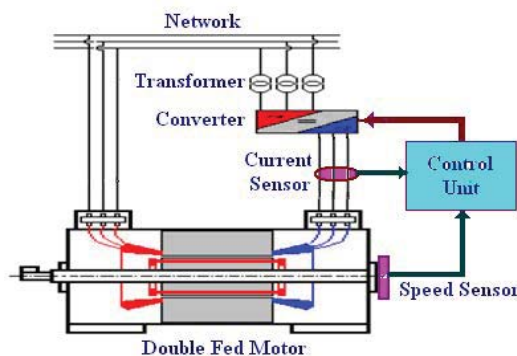 Network
Transformer
Converter
Current
Sensor
Control
Unit
Speed Sensor
Double Fed Motor